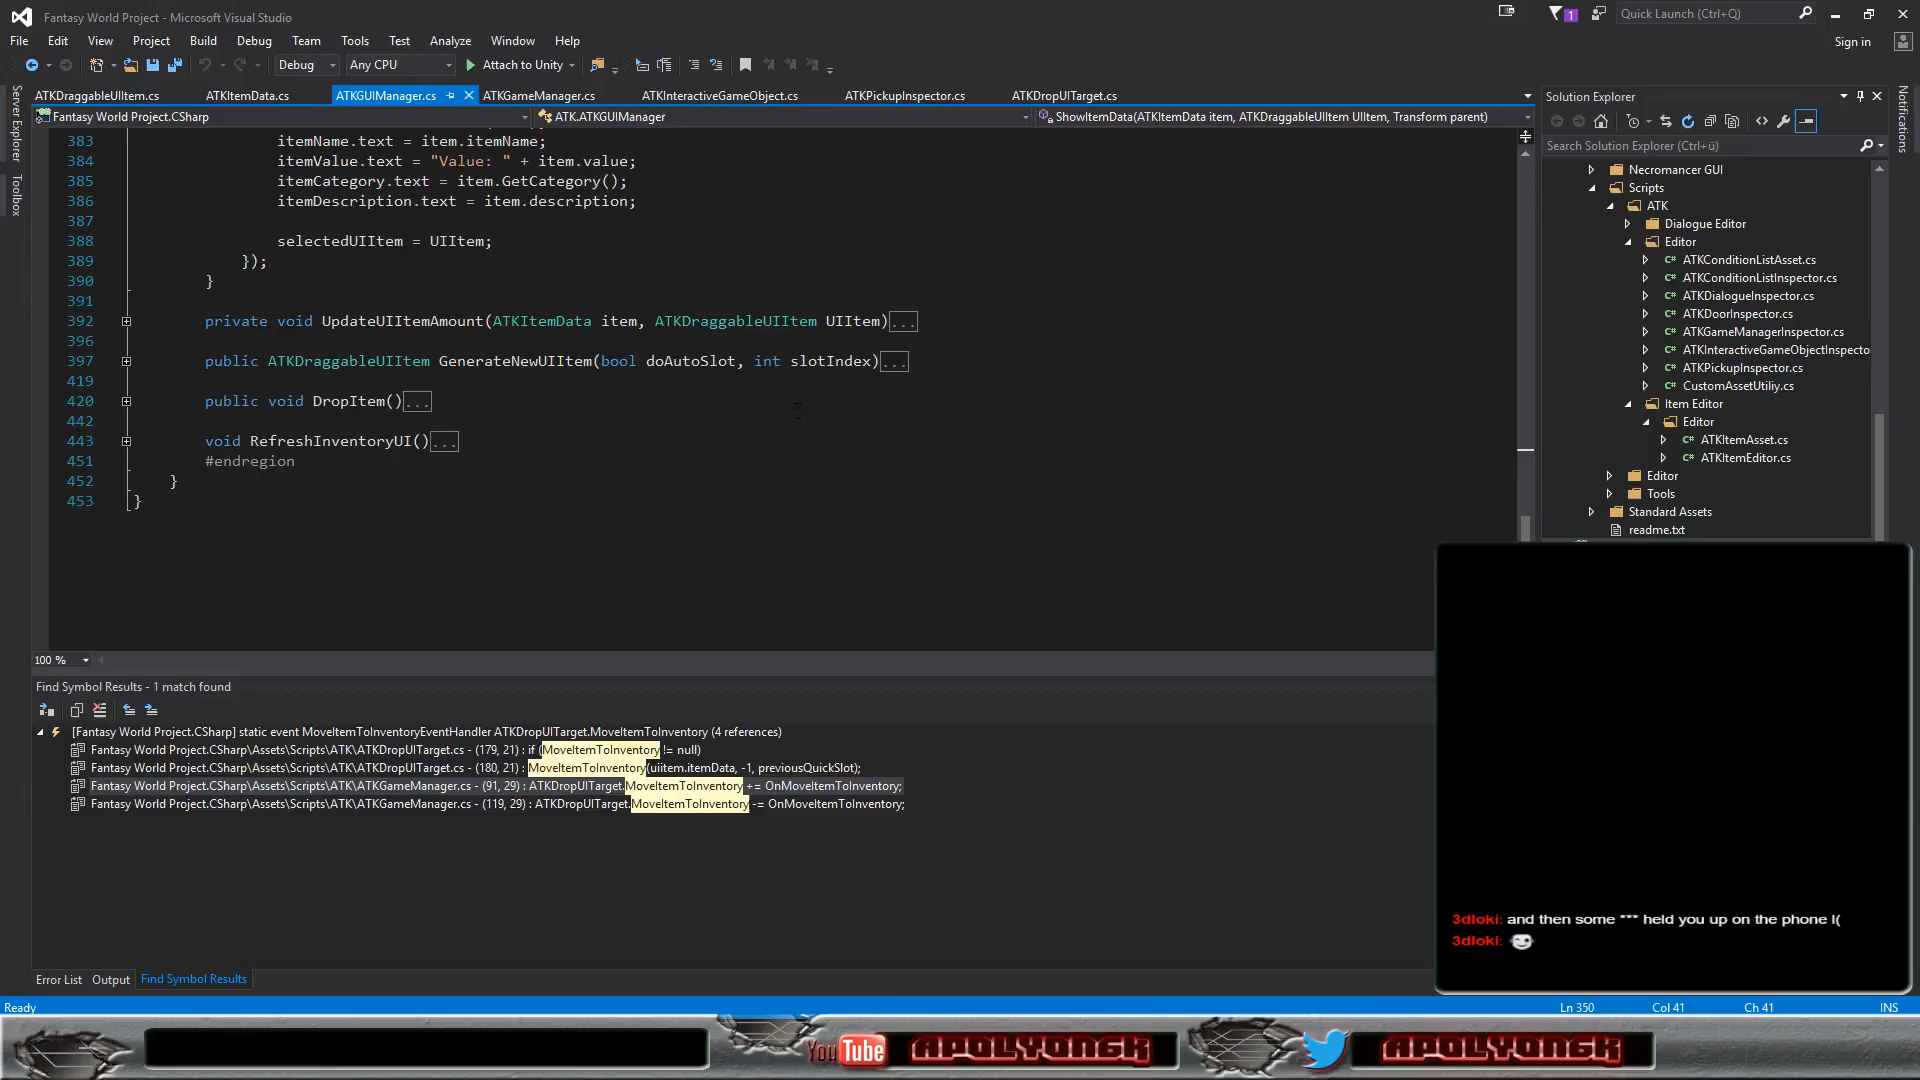 Fantasy World Project - Microsoft Visual Studio
1
Quick Launch (Ctrl+Q)
File Edit View Project Build Debug Team Tools Test Analyze Window Help
Sign in
Debug Any CPU Attach to Unity
Server Explorer
Toolbox
Notifications
ATKDraggableUIItem.cs ATKItemData.cs ATKGUIManager.cs ATKGameManager.cs ATKInteractiveGameObject.cs ATKPickupInspector.cs ATKDropUITarget.cs
Fantasy World Project.CSharp ATK.ATKGUIManager ShowItemData(ATKItemData item, ATKDraggableUIItem UIItem, Transform parent)
383 itemName.text = item.itemName;
384 itemValue.text = "Value: " + item.value;
385 itemCategory.text = item.GetCategory();
386 itemDescription.text = item.description;
387
388 selectedUIItem = UIItem;
389 });
390 }
391
392 private void UpdateUIItemAmount(ATKItemData item, ATKDraggableUIItem UIItem)...
396
397 public ATKDraggableUIItem GenerateNewUIItem(bool doAutoSlot, int slotIndex)...
419
420 public void DropItem()...
442
443 void RefreshInventoryUI()...
451 #endregion
452 }
453 }
100 %
Solution Explorer
Search Solution Explorer (Ctrl+ü)
Necromancer GUI
Scripts
ATK
Dialogue Editor
Editor
C# ATKConditionListAsset.cs
C# ATKConditionListInspector.cs
C# ATKDialogueInspector.cs
C# ATKDoorInspector.cs
C# ATKGameManagerInspector.cs
C# ATKInteractiveGameObjectInspecto
C# ATKPickupInspector.cs
C# CustomAssetUtiliy.cs
Item Editor
Editor
C# ATKItemAsset.cs
C# ATKItemEditor.cs
Editor
Tools
Standard Assets
readme.txt
Find Symbol Results - 1 match found
[Fantasy World Project.CSharp] static event MoveItemToInventoryEventHandler ATKDropUITarget.MoveItemToInventory (4 references)
Fantasy World Project.CSharp\Assets\Scripts\ATK\ATKDropUITarget.cs - (179, 21) : if (MoveItemToInventory != null)
Fantasy World Project.CSharp\Assets\Scripts\ATK\ATKDropUITarget.cs - (180, 21) : MoveItemToInventory(uiitem.itemData, -1, previousQuickSlot);
Fantasy World Project.CSharp\Assets\Scripts\ATK\ATKGameManager.cs - (91, 29) : ATKDropUITarget.MoveItemToInventory += OnMoveItemToInventory;
Fantasy World Project.CSharp\Assets\Scripts\ATK\ATKGameManager.cs - (119, 29) : ATKDropUITarget.MoveItemToInventory -= OnMoveItemToInventory;
3dloki: and then some *** held you up on the phone l(
3dloki:
Error List Output Find Symbol Results
Ready Ln 350 Col 41 Ch 41 INS
YouTube APOLYON6K APOLYON6K